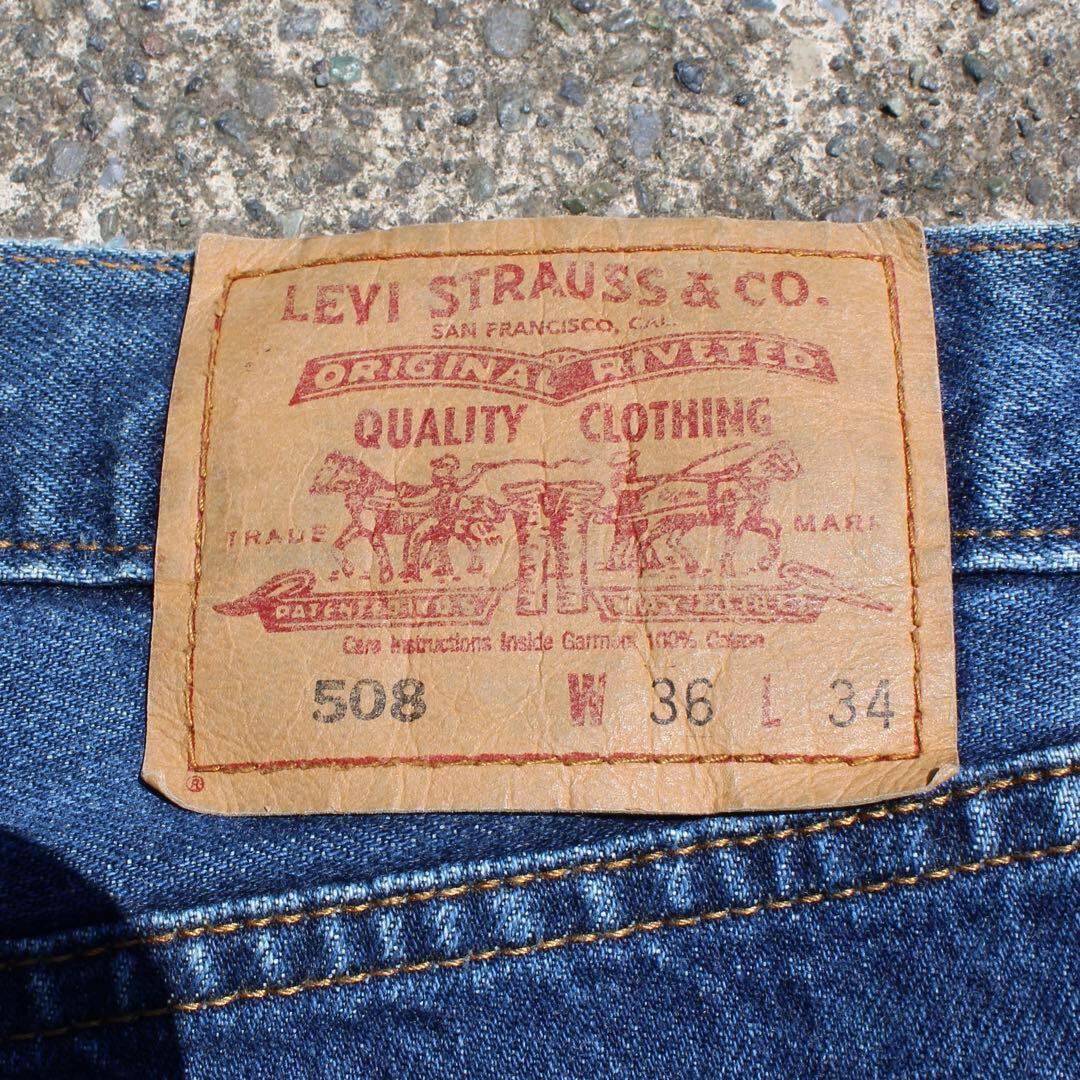 LEVI STRAUSS & CO.
SAN FRANCISCO, CAL.
ORIGINAL RIVETED
QUALITY CLOTHING
TRADE MARK
Care Instructions Inside Garment 100% Cotton
508 W 36 L 34
®